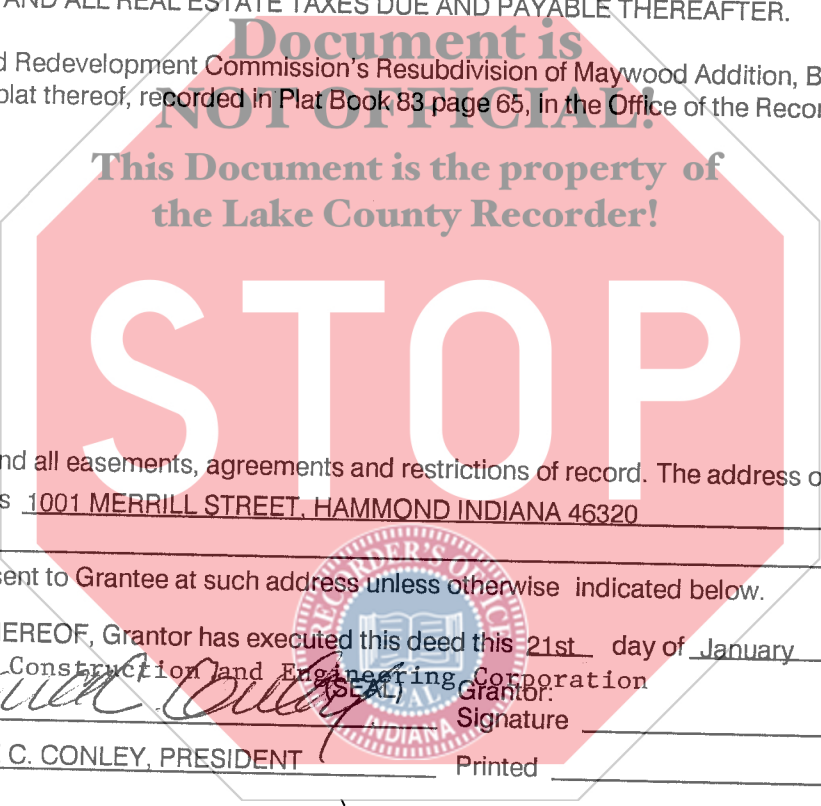 AND ALL REAL ESTATE TAXES DUE AND PAYABLE THEREAFTER.
Document is
d Redevelopment Commission's Resubdivision of Maywood Addition, B
plat thereof, recorded in Plat Book 83 page 65, in the Office of the Recor
NOT OFFICIAL!
This Document is the property of
the Lake County Recorder!
STOP
nd all easements, agreements and restrictions of record. The address o
s 1001 MERRILL STREET, HAMMOND INDIANA 46320
sent to Grantee at such address unless otherwise indicated below.
EREOF, Grantor has executed this deed this 21st day of January
Construction and Engineering Corporation
(SEAL) Grantor:
Signature
C. CONLEY, PRESIDENT Printed
RECORDER'S OFFICE
SEAL
INDIANA